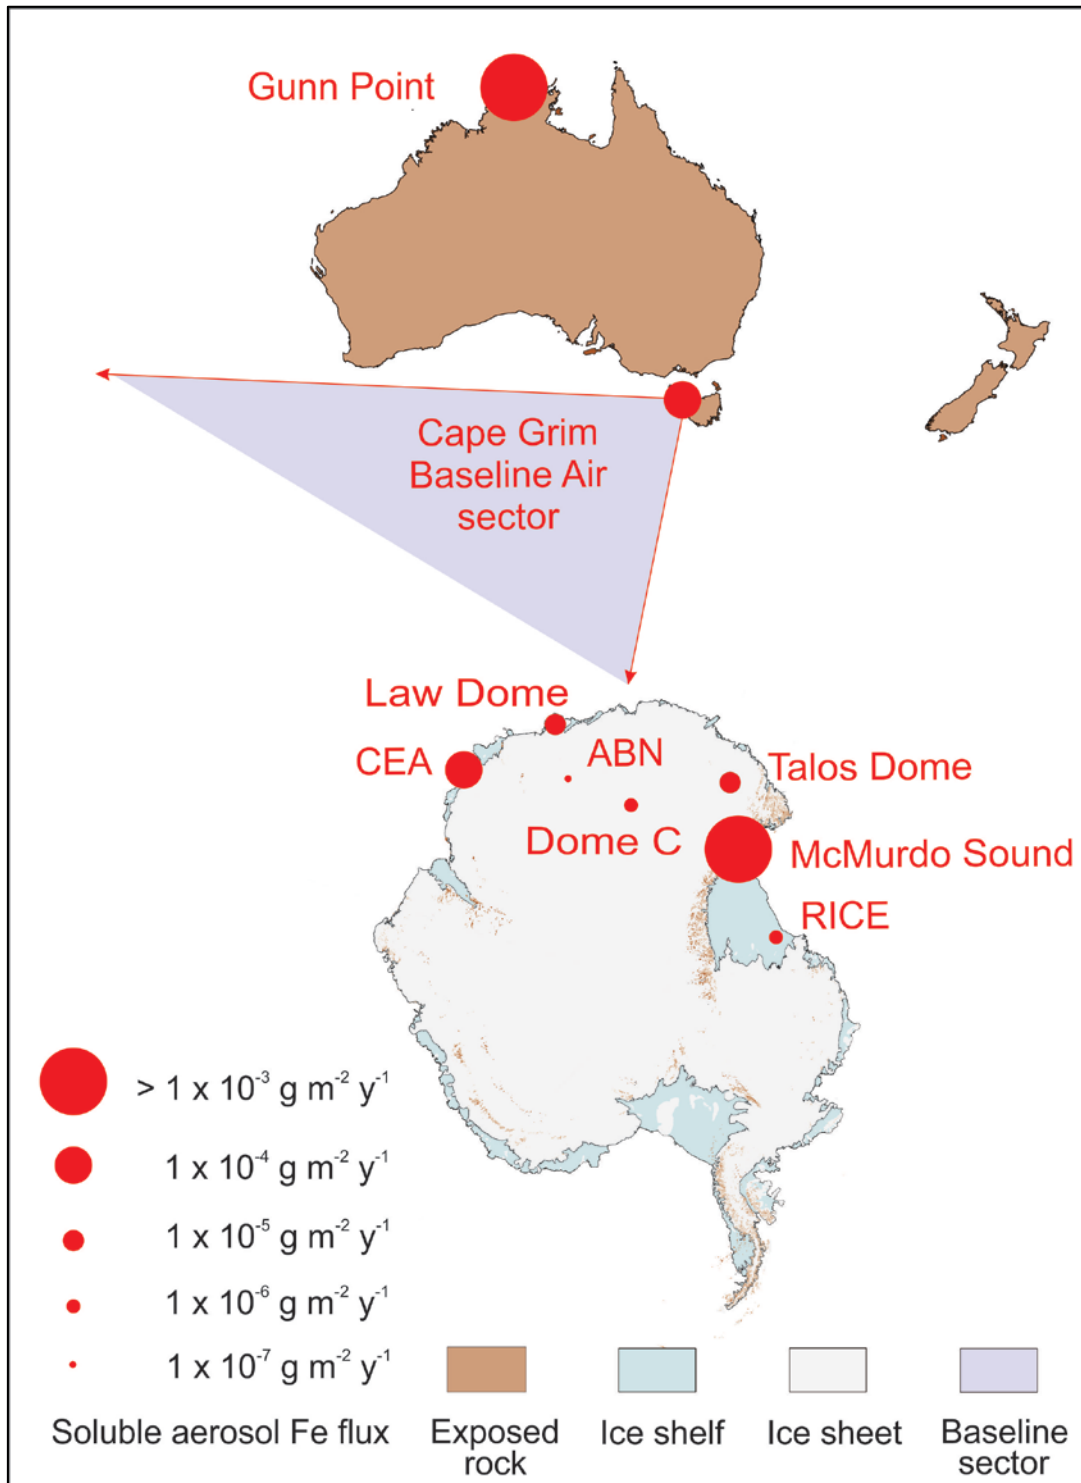 Gunn Point
Cape Grim
Baseline Air
sector
Law Dome
CEA
ABN
Talos Dome
Dome C
McMurdo Sound
RICE
> 1 x 10⁻³ g m⁻² y⁻¹
1 x 10⁻⁴ g m⁻² y⁻¹
1 x 10⁻⁵ g m⁻² y⁻¹
1 x 10⁻⁶ g m⁻² y⁻¹
1 x 10⁻⁷ g m⁻² y⁻¹
Soluble aerosol Fe flux
Exposed
rock
Ice shelf
Ice sheet
Baseline
sector